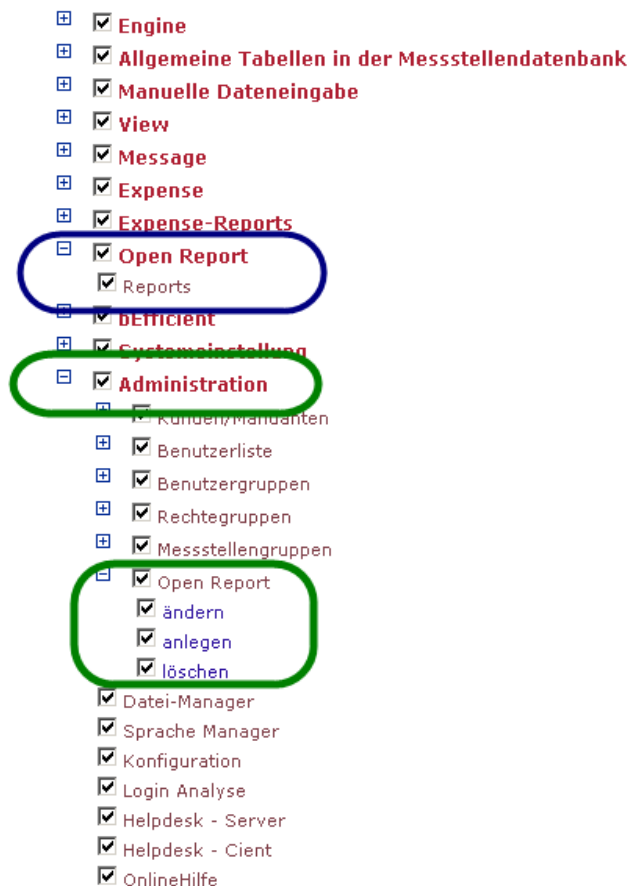 Engine
Allgemeine Tabellen in der Messstellendatenbank
Manuelle Dateneingabe
View
Message
Expense
Expense-Reports
Open Report
Reports
bEfficient
Systemeinstellung
Administration
Kunden/Mandanten
Benutzerliste
Benutzergruppen
Rechtegruppen
Messstellengruppen
Open Report
ändern
anlegen
löschen
Datei-Manager
Sprache Manager
Konfiguration
Login Analyse
Helpdesk - Server
Helpdesk - Cient
OnlineHilfe